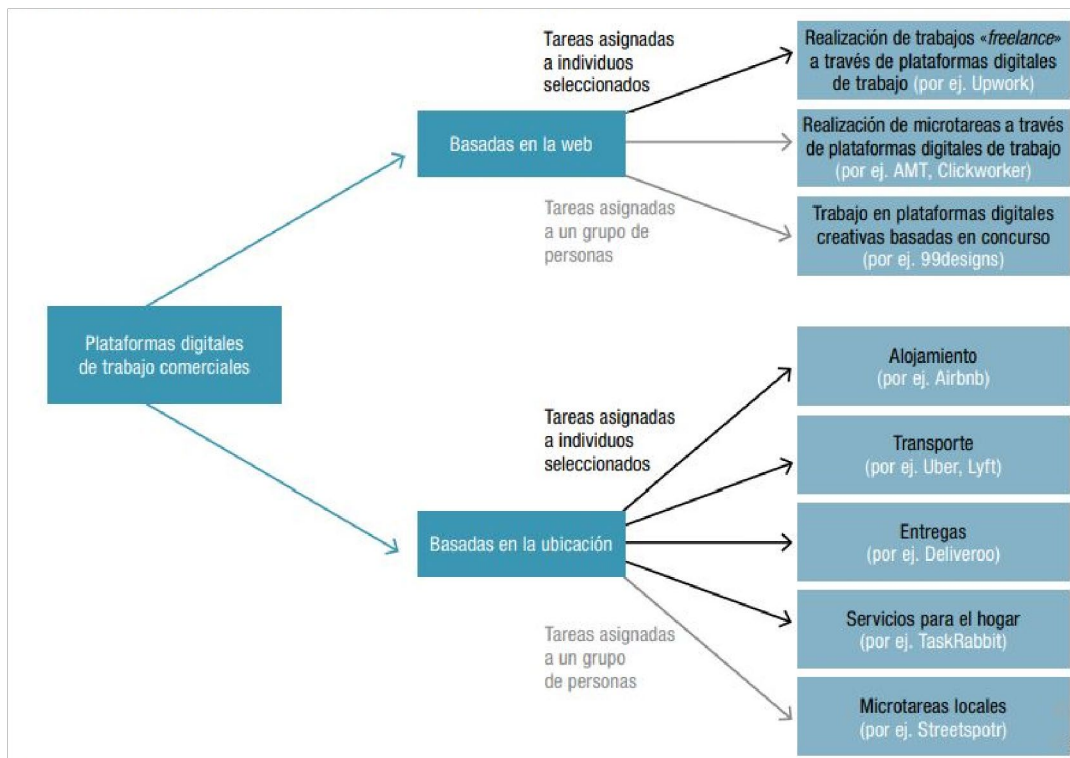 Tareas asignadas
a individuos
seleccionados
Realización de trabajos «freelance»
a través de plataformas digitales
de trabajo (por ej. Upwork)
Basadas en la web
Realización de microtareas a través
de plataformas digitales de trabajo
(por ej. AMT, Clickworker)
Tareas asignadas
a un grupo de
personas
Trabajo en plataformas digitales
creativas basadas en concurso
(por ej. 99designs)
Plataformas digitales
de trabajo comerciales
Alojamiento
(por ej. Airbnb)
Tareas asignadas
a individuos
seleccionados
Transporte
(por ej. Uber, Lyft)
Basadas en la ubicación
Entregas
(por ej. Deliveroo)
Servicios para el hogar
(por ej. TaskRabbit)
Tareas asignadas
a un grupo
de personas
Microtareas locales
(por ej. Streetspotr)